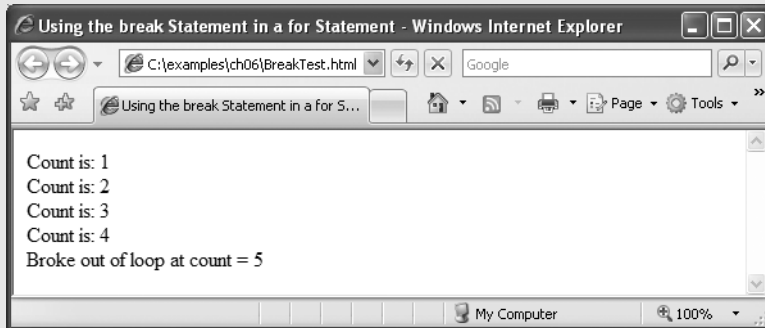 Using the break Statement in a for Statement - Windows Internet Explorer
C:\examples\ch06\BreakTest.html
Google
Using the break Statement in a for S...
Page
Tools
Count is: 1
Count is: 2
Count is: 3
Count is: 4
Broke out of loop at count = 5
My Computer
100%